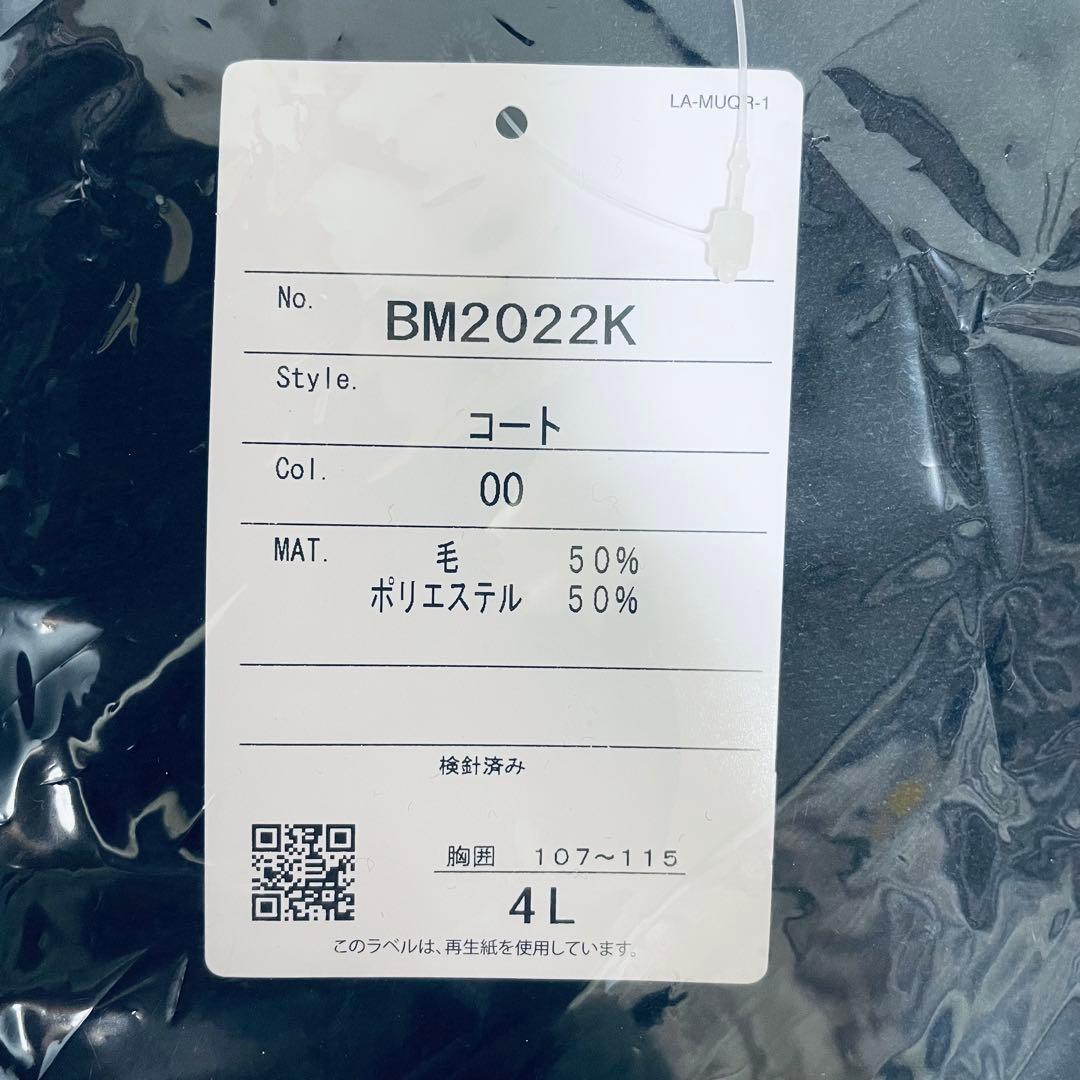 LA-MUQR-1
No. BM2022K
Style.
コート
Col.
00
MAT. 毛 50%
ポリエステル 50%
検針済み
胸囲 107～115
4L
このラベルは、再生紙を使用しています。